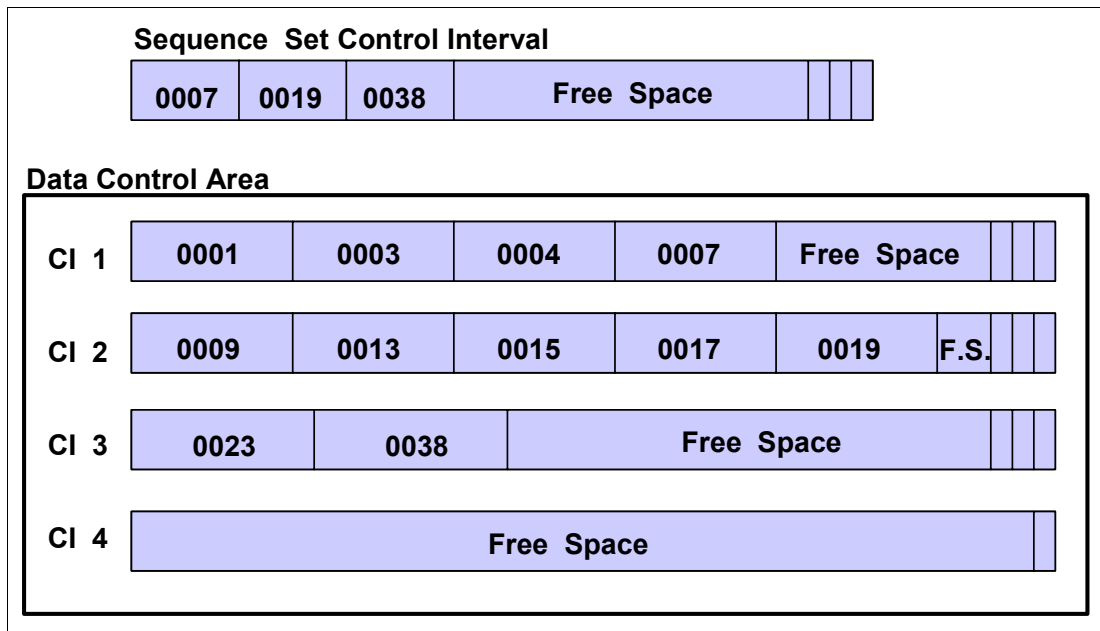 Sequence Set Control Interval
0007 0019 0038 Free Space
Data Control Area
CI 1 0001 0003 0004 0007 Free Space
CI 2 0009 0013 0015 0017 0019 F.S.
CI 3 0023 0038 Free Space
CI 4 Free Space